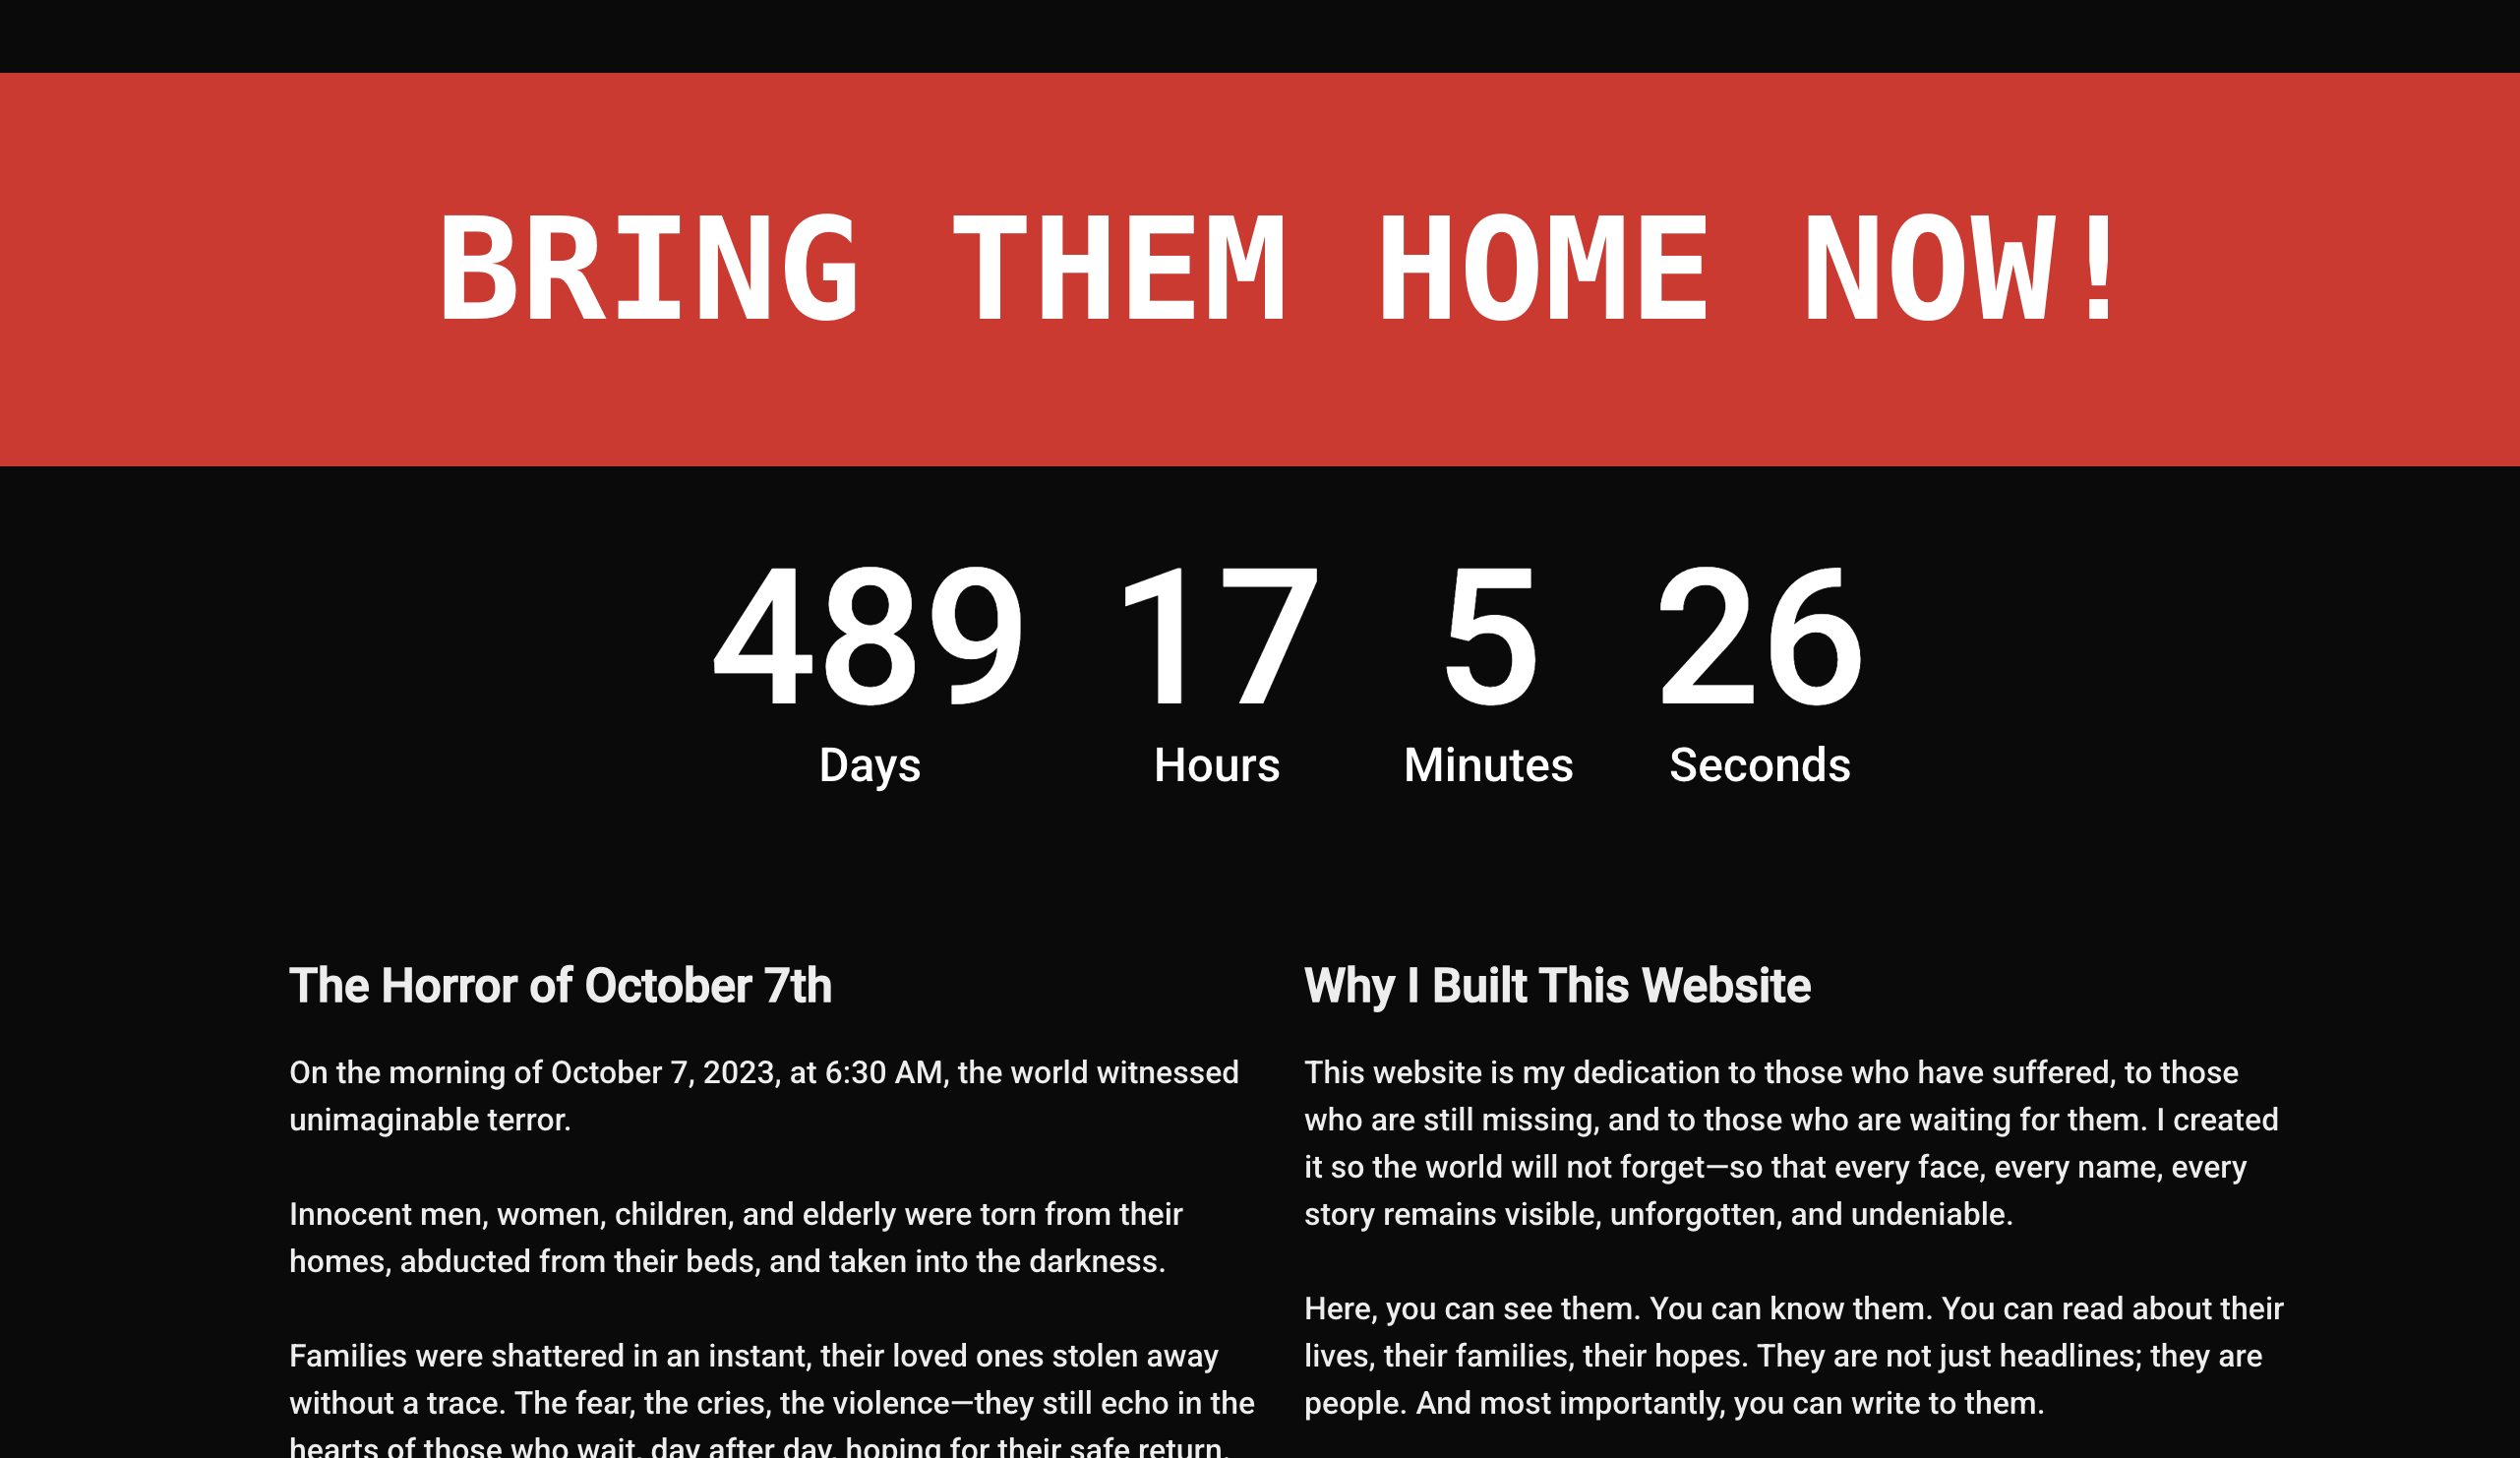 BRING THEM HOME NOW!
489 17 5 26
Days Hours Minutes Seconds
The Horror of October 7th
On the morning of October 7, 2023, at 6:30 AM, the world witnessed
unimaginable terror.
Innocent men, women, children, and elderly were torn from their
homes, abducted from their beds, and taken into the darkness.
Families were shattered in an instant, their loved ones stolen away
without a trace. The fear, the cries, the violence—they still echo in the
hearts of those who wait, day after day, hoping for their safe return.
Why I Built This Website
This website is my dedication to those who have suffered, to those
who are still missing, and to those who are waiting for them. I created
it so the world will not forget—so that every face, every name, every
story remains visible, unforgotten, and undeniable.
Here, you can see them. You can know them. You can read about their
lives, their families, their hopes. They are not just headlines; they are
people. And most importantly, you can write to them.